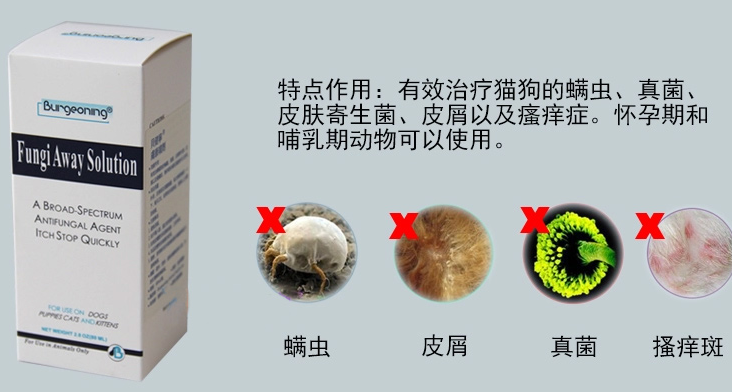 Burgeoning®
Fungi Away Solution
A BROAD-SPECTRUM
ANTIFUNGAL AGENT
ITCH STOP QUICKLY
FOR USE ON DOGS
PUPPIES CATS AND KITTENS
For Use in Animals Only
CAUTIONS
特点作用：有效治疗猫狗的螨虫、真菌、
皮肤寄生菌、皮屑以及瘙痒症。怀孕期和
哺乳期动物可以使用。
X
X
X
X
螨虫
皮屑
真菌
搔痒斑